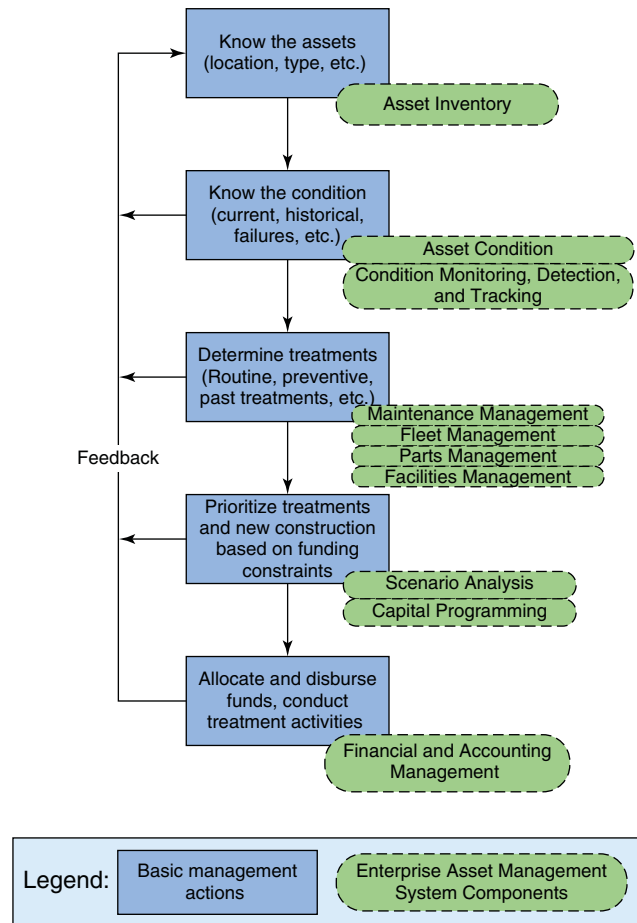 Know the assets
(location, type, etc.)
Asset Inventory
Know the condition
(current, historical,
failures, etc.)
Asset Condition
Condition Monitoring, Detection,
and Tracking
Determine treatments
(Routine, preventive,
past treatments, etc.)
Maintenance Management
Fleet Management
Parts Management
Facilities Management
Feedback
Prioritize treatments
and new construction
based on funding
constraints
Scenario Analysis
Capital Programming
Allocate and disburse
funds, conduct
treatment activities
Financial and Accounting
Management
Legend:
Basic management
actions
Enterprise Asset Management
System Components